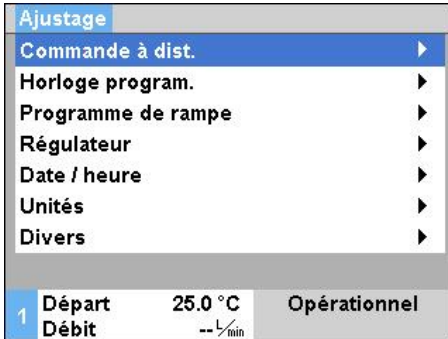 Ajustage
Commande à dist.
Horloge program.
Programme de rampe
Régulateur
Date / heure
Unités
Divers
1 Départ 25.0 °C Opérationnel
Débit -- L/min